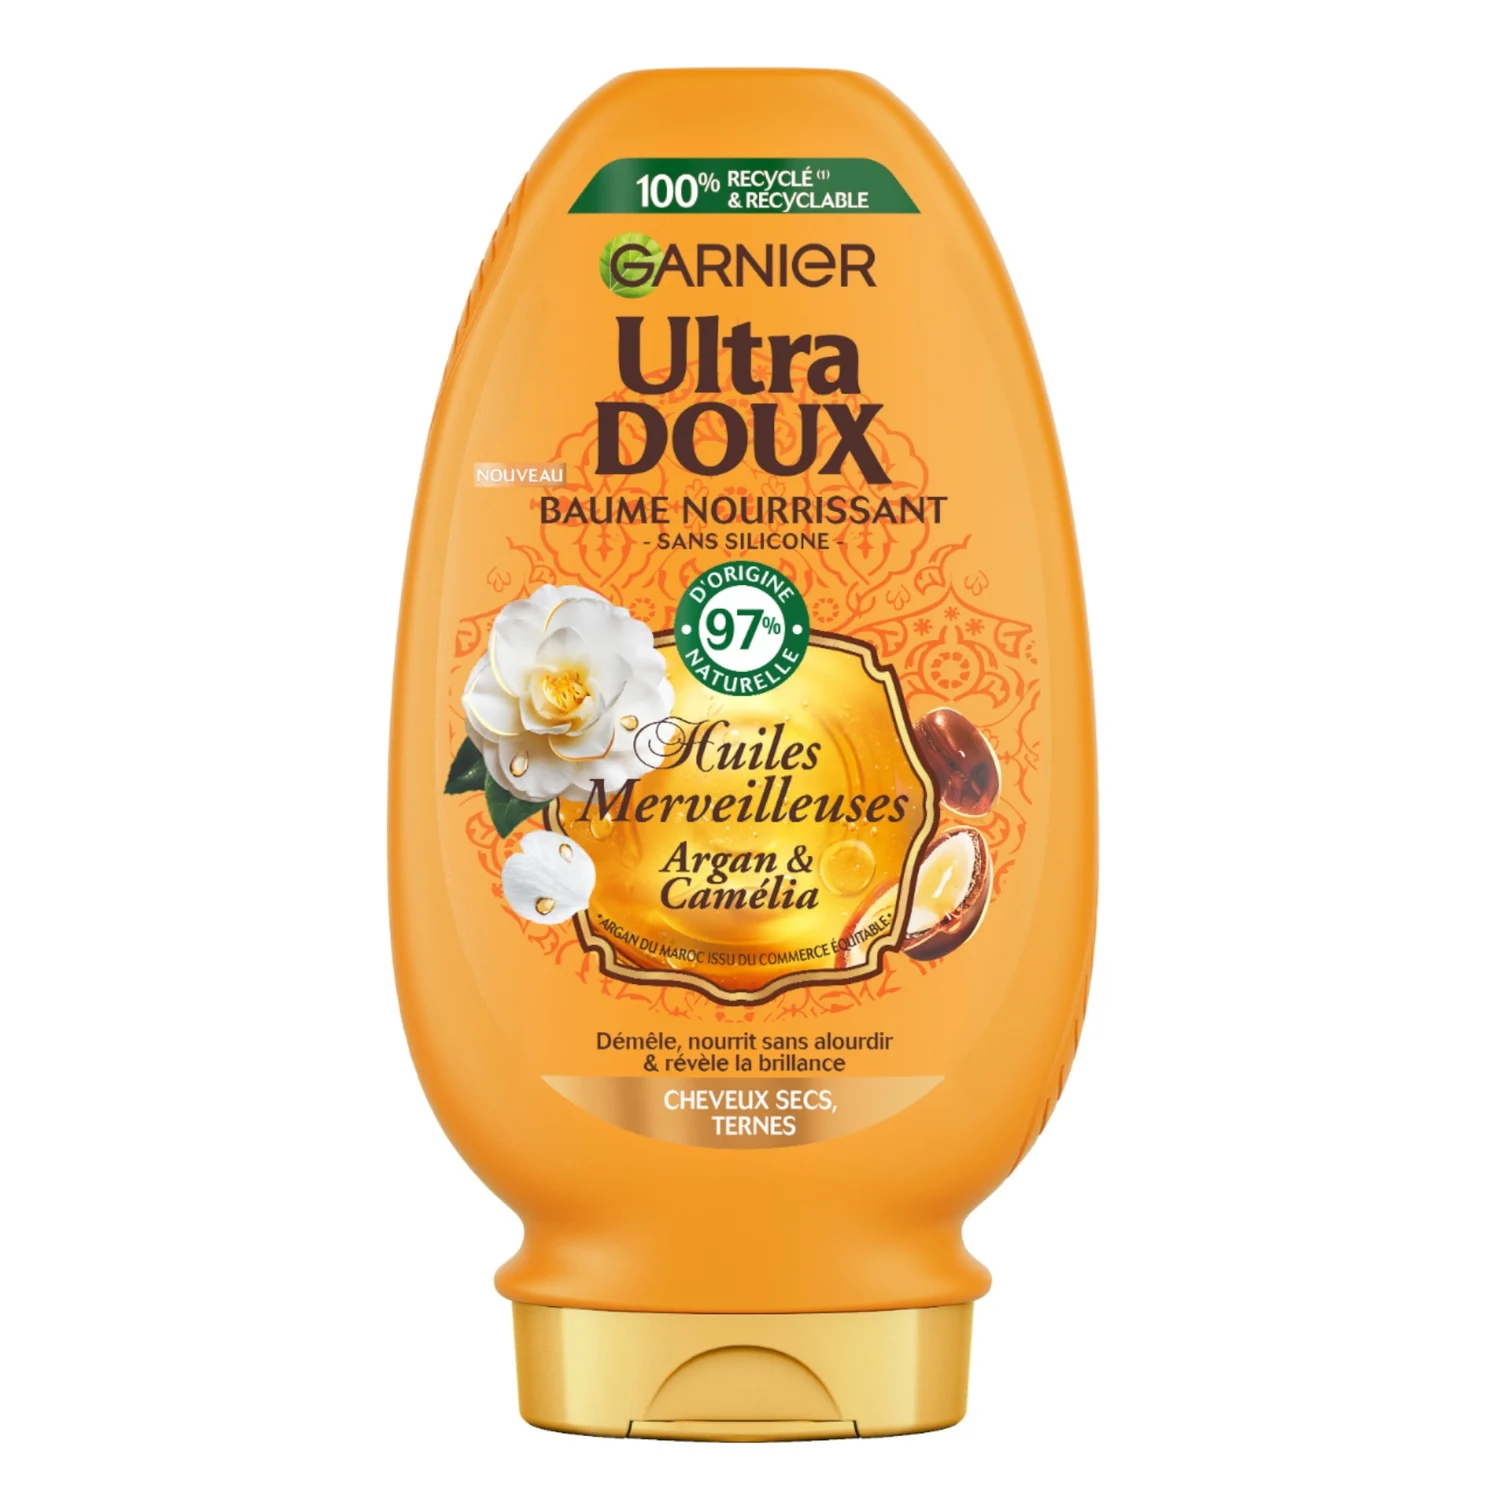 100% RECYCLÉ (1)
& RECYCLABLE
GARNIER
Ultra
DOUX
NOUVEAU
BAUME NOURRISSANT
- SANS SILICONE -
D'ORIGINE
97%
NATURELLE
Huiles
Merveilleuses
Argan &
Camélia
•ARGAN DU MAROC ISSU DU COMMERCE ÉQUITABLE•
Démêle, nourrit sans alourdir
& révèle la brillance
CHEVEUX SECS,
TERNES